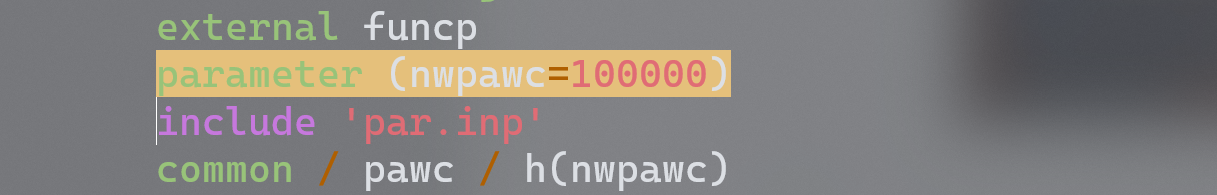 external funcp
parameter (nwpawc=100000)
include 'par.inp'
common / pawc / h(nwpawc)